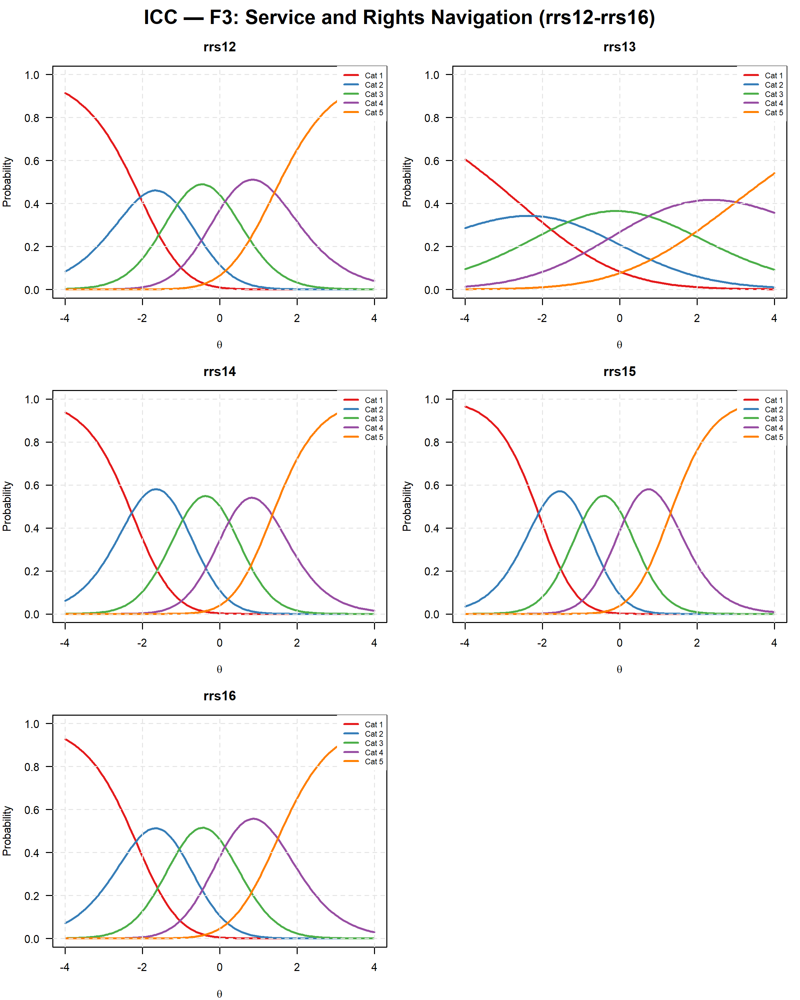 ICC — F3: Service and Rights Navigation (rrs12-rrs16)
rrs12
Probability
1.0
0.8
0.6
0.4
0.2
0.0
-4 -2 0 2 4
θ
Cat 1
Cat 2
Cat 3
Cat 4
Cat 5
rrs13
Probability
1.0
0.8
0.6
0.4
0.2
0.0
-4 -2 0 2 4
θ
Cat 1
Cat 2
Cat 3
Cat 4
Cat 5
rrs14
Probability
1.0
0.8
0.6
0.4
0.2
0.0
-4 -2 0 2 4
θ
Cat 1
Cat 2
Cat 3
Cat 4
Cat 5
rrs15
Probability
1.0
0.8
0.6
0.4
0.2
0.0
-4 -2 0 2 4
θ
Cat 1
Cat 2
Cat 3
Cat 4
Cat 5
rrs16
Probability
1.0
0.8
0.6
0.4
0.2
0.0
-4 -2 0 2 4
θ
Cat 1
Cat 2
Cat 3
Cat 4
Cat 5